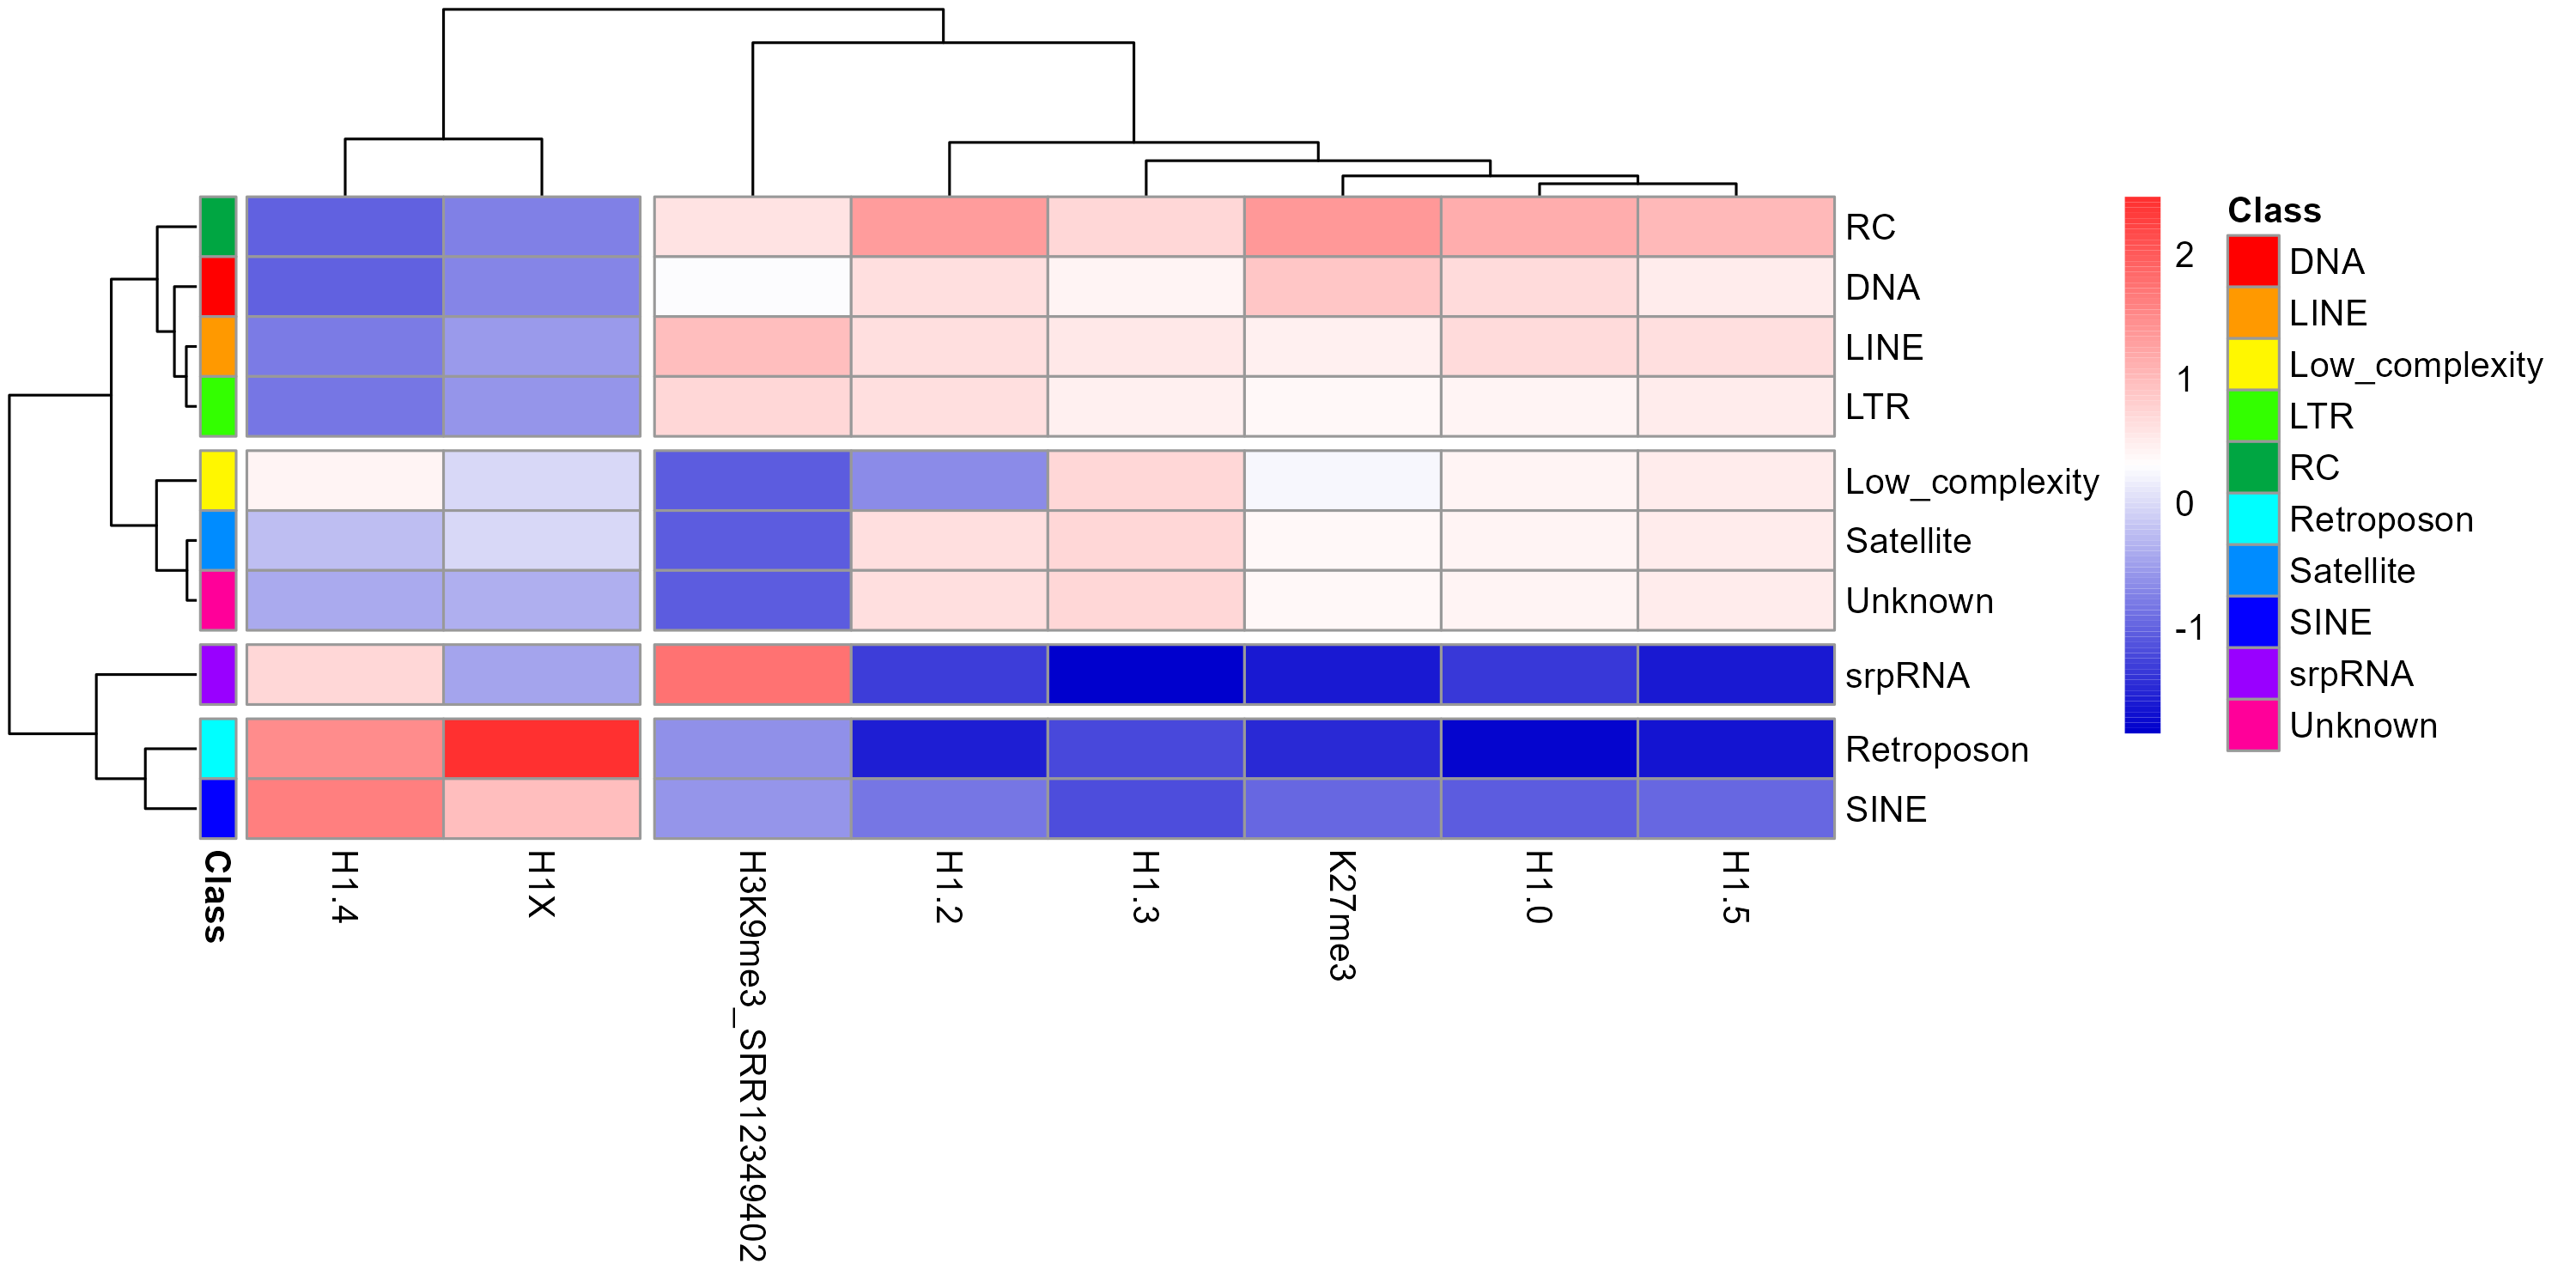 RC
DNA
LINE
LTR
Low_complexity
Satellite
Unknown
srpRNA
Retroposon
SINE
Class
H1.4
H1X
H3K9me3_SRR12349402
H1.2
H1.3
K27me3
H1.0
H1.5
2
1
0
-1
Class
DNA
LINE
Low_complexity
LTR
RC
Retroposon
Satellite
SINE
srpRNA
Unknown